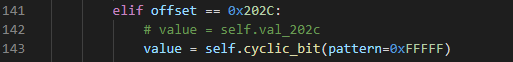 141 elif offset == 0x202C:
142 # value = self.val_202c
143 value = self.cyclic_bit(pattern=0xFFFFF)